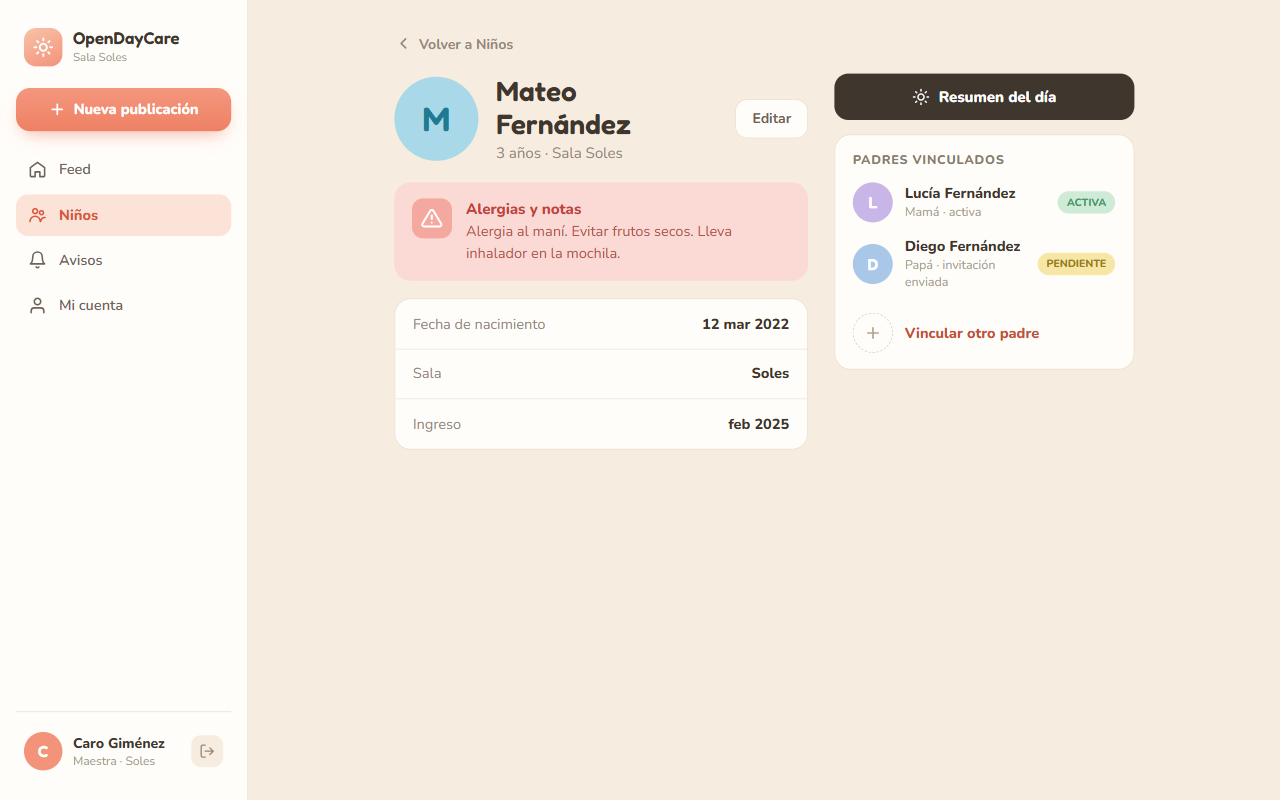 OpenDayCare
Sala Soles
Nueva publicación
Feed
Niños
Avisos
Mi cuenta
C
Caro Giménez
Maestra · Soles
Volver a Niños
M
Mateo
Fernández
3 años · Sala Soles
Editar
Alergias y notas
Alergia al maní. Evitar frutos secos. Lleva
inhalador en la mochila.
Fecha de nacimiento
12 mar 2022
Sala
Soles
Ingreso
feb 2025
Resumen del día
PADRES VINCULADOS
L
Lucía Fernández
Mamá · activa
ACTIVA
D
Diego Fernández
Papá · invitación
enviada
PENDIENTE
Vincular otro padre